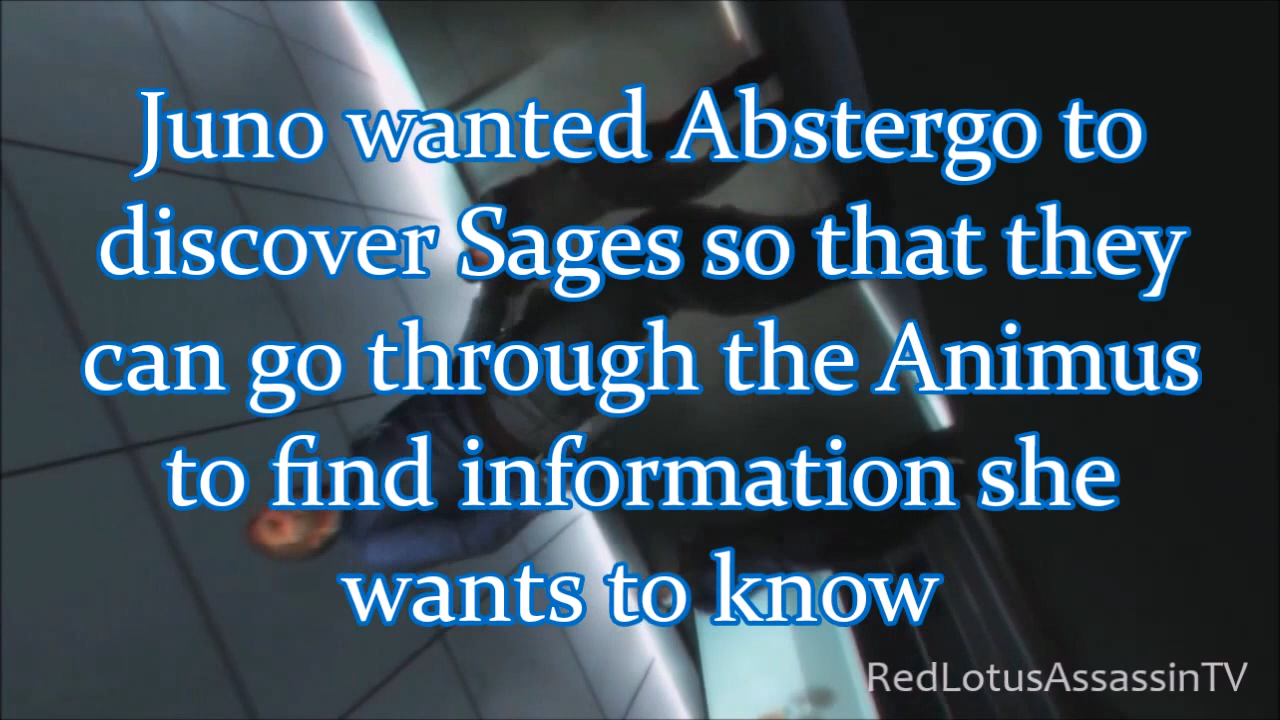 Juno wanted Abstergo to
discover Sages so that they
can go through the Animus
to find information she
wants to know
RedLotusAssassinTV